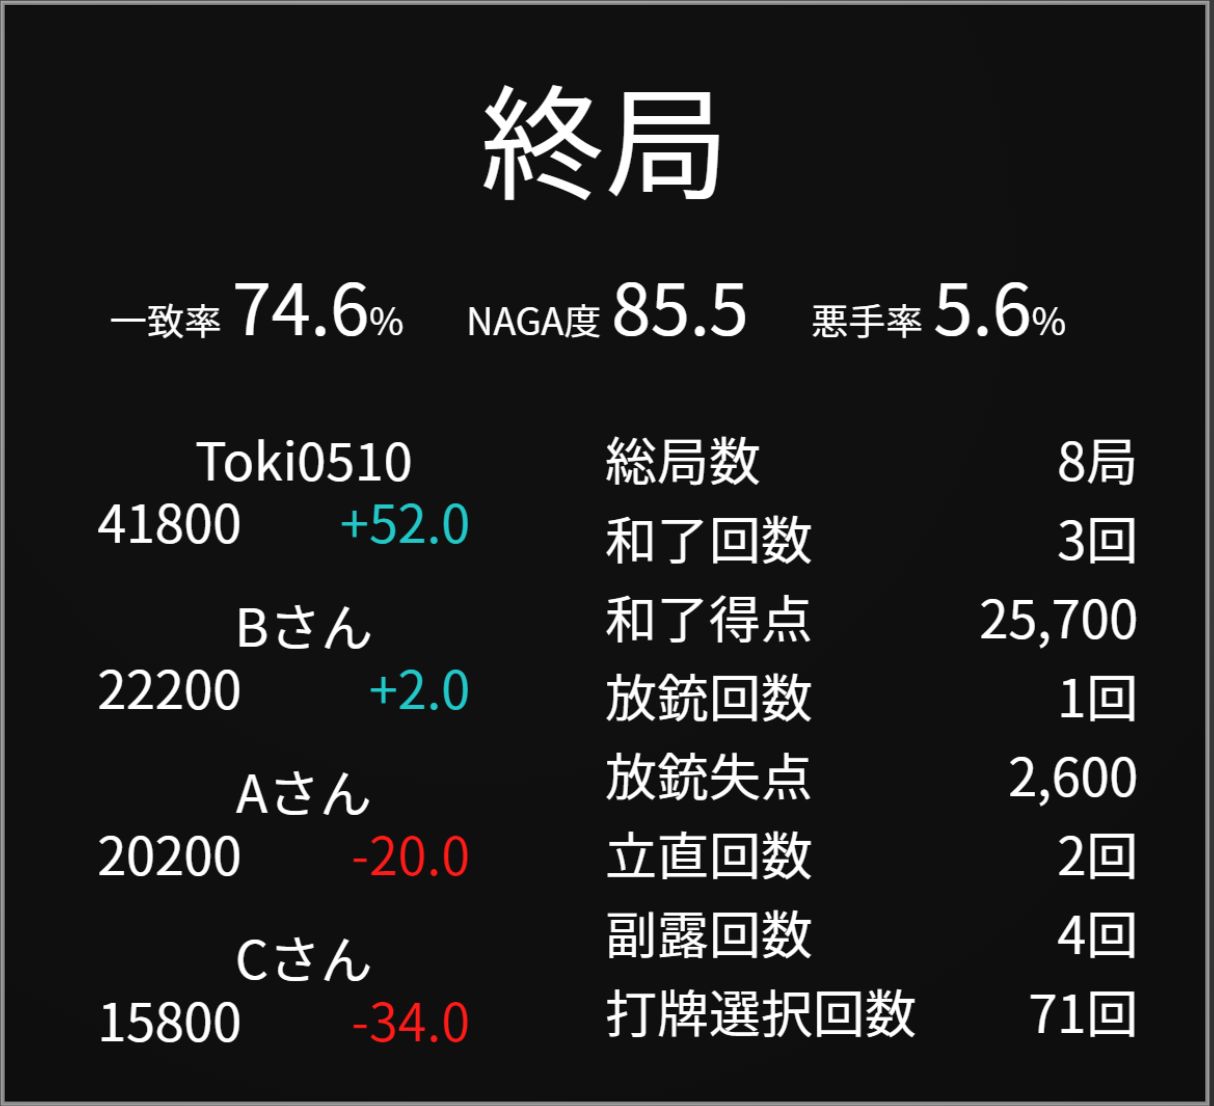 終局
一致率 74.6% NAGA度 85.5 悪手率 5.6%
Toki0510
41800 +52.0
Bさん
22200 +2.0
Aさん
20200 -20.0
Cさん
15800 -34.0
総局数 8局
和了回数 3回
和了得点 25,700
放銃回数 1回
放銃失点 2,600
立直回数 2回
副露回数 4回
打牌選択回数 71回